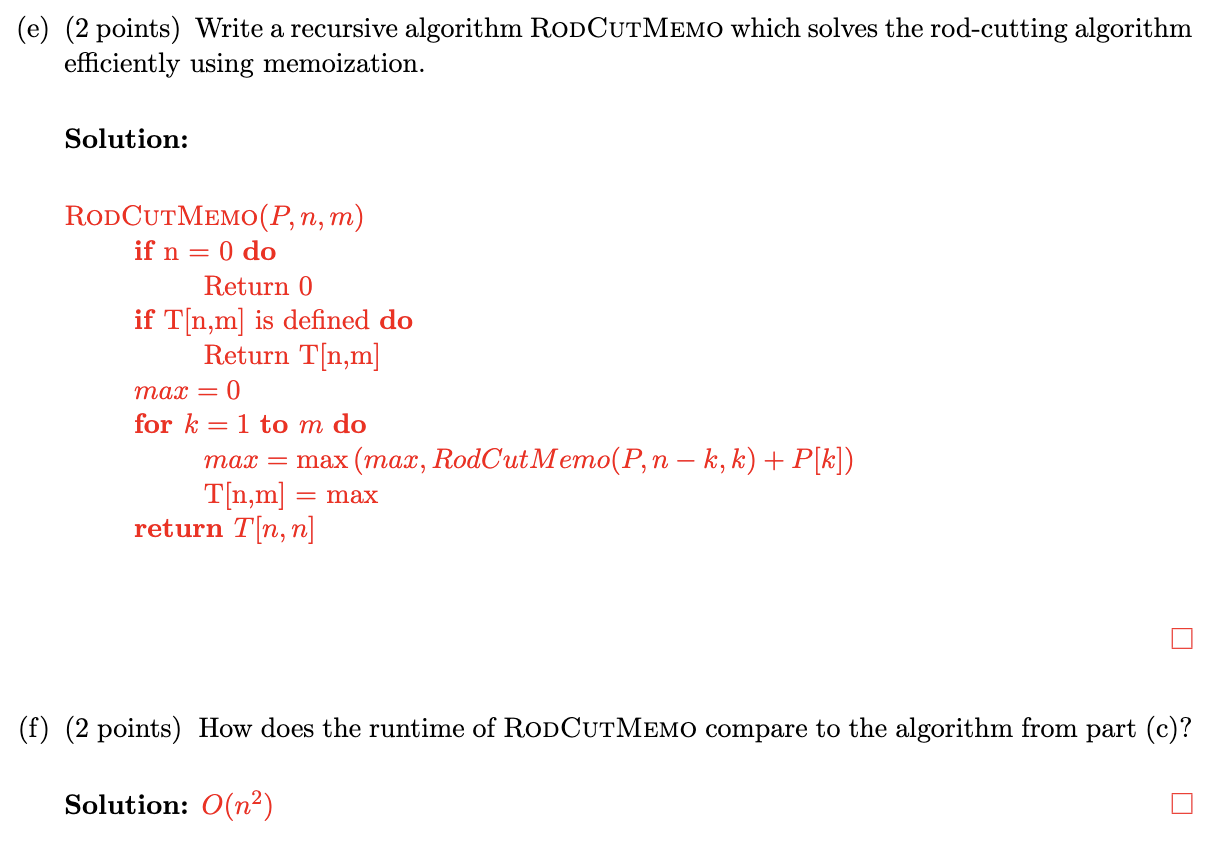 (e) (2 points) Write a recursive algorithm RODCUTMEMO which solves the rod-cutting algorithm
efficiently using memoization.
Solution:
RODCUTMEMO(P, n, m)
if n = 0 do
Return 0
if T[n,m] is defined do
Return T[n,m]
max = 0
for k = 1 to m do
max = max (max, RodCutMemo(P, n − k, k) + P[k])
T[n,m] = max
return T[n, n]
□
(f) (2 points) How does the runtime of RODCUTMEMO compare to the algorithm from part (c)?
Solution: O(n²) □